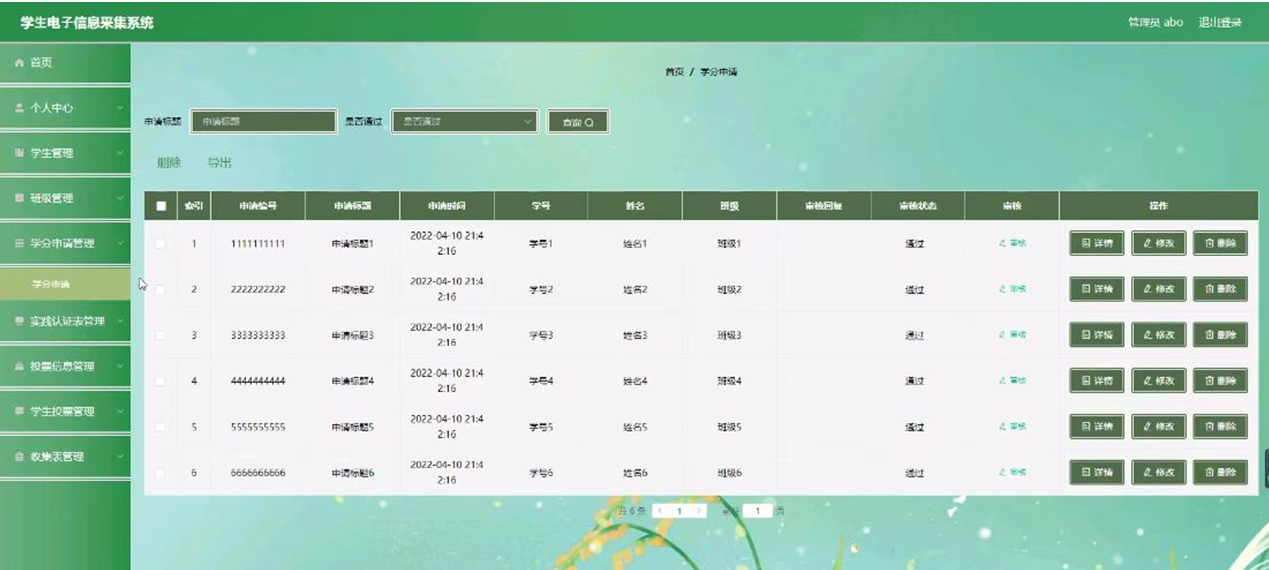 学生电子信息采集系统
管理员 abo 退出登录
首页
个人中心
学生管理
班级管理
学分申请管理
学分申请
实践认证表管理
投票信息管理
学生投票管理
收集表管理
首页 / 学分申请
申请标题 申请标题 是否通过 是否通过 查询
删除 导出
索引 申请编号 申请标题 申请时间 学号 姓名 班级 审核回复 审核状态 审核 操作
1 1111111111 申请标题1 2022-04-10 21:4 学号1 姓名1 班级1 通过 审核 详情 修改 删除
2:16
2 2222222222 申请标题2 2022-04-10 21:4 学号2 姓名2 班级2 通过 审核 详情 修改 删除
2:16
3 3333333333 申请标题3 2022-04-10 21:4 学号3 姓名3 班级3 通过 审核 详情 修改 删除
2:16
4 4444444444 申请标题4 2022-04-10 21:4 学号4 姓名4 班级4 通过 审核 详情 修改 删除
2:16
5 5555555555 申请标题5 2022-04-10 21:4 学号5 姓名5 班级5 通过 审核 详情 修改 删除
2:16
6 6666666666 申请标题6 2022-04-10 21:4 学号6 姓名6 班级6 通过 审核 详情 修改 删除
2:16
共 6 条 1 1 页